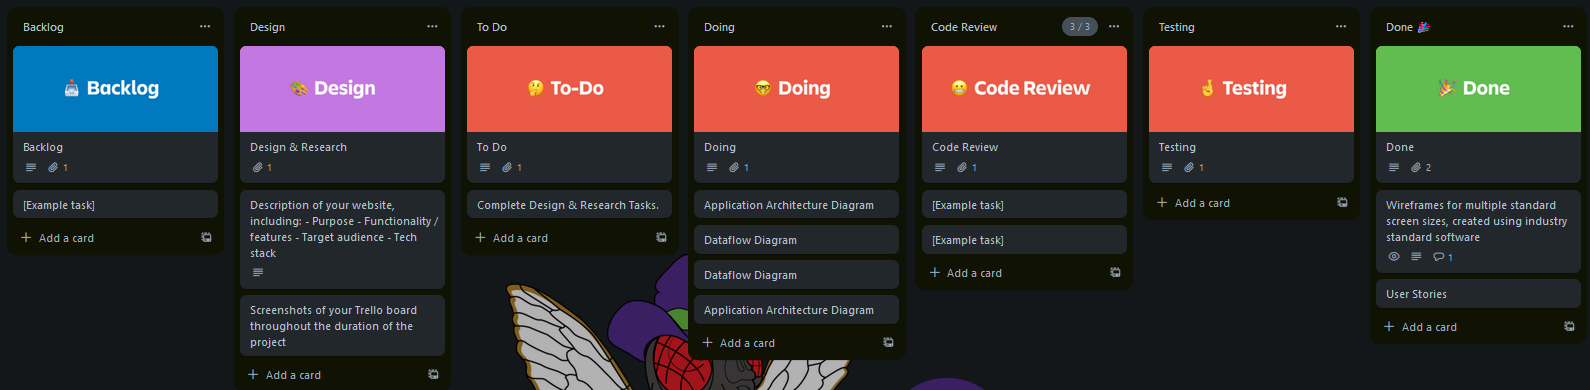 Backlog
Backlog
Backlog
1
[Example task]
Add a card
Design
Design
Design & Research
1
Description of your website,
including: - Purpose - Functionality /
features - Target audience - Tech
stack
Screenshots of your Trello board
throughout the duration of the
project
Add a card
To Do
To-Do
To Do
1
Complete Design & Research Tasks.
Add a card
Doing
Doing
Doing
1
Application Architecture Diagram
Dataflow Diagram
Dataflow Diagram
Application Architecture Diagram
Add a card
Code Review
3 / 3
Code Review
Code Review
1
[Example task]
[Example task]
Add a card
Testing
Testing
Testing
1
Add a card
Done 🎉
Done
Done
2
Wireframes for multiple standard
screen sizes, created using industry
standard software
1
User Stories
Add a card